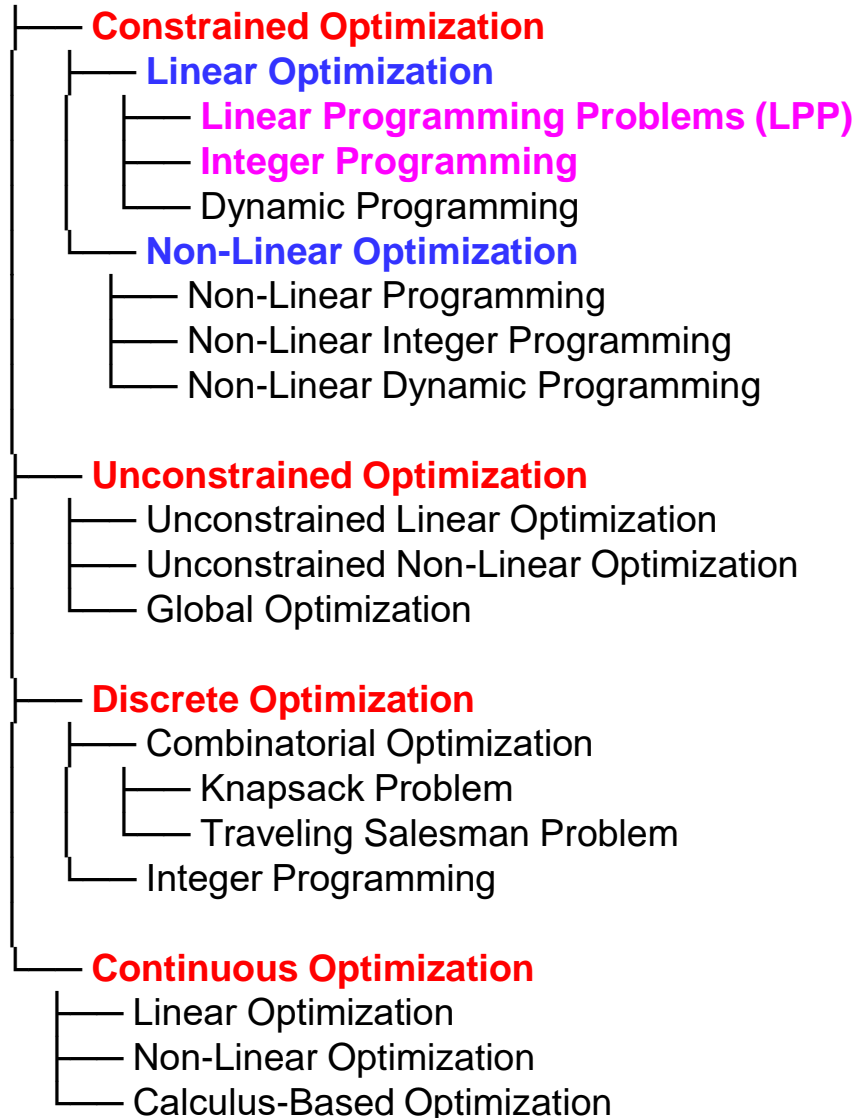 Constrained Optimization
Linear Optimization
Linear Programming Problems (LPP)
Integer Programming
Dynamic Programming
Non-Linear Optimization
Non-Linear Programming
Non-Linear Integer Programming
Non-Linear Dynamic Programming
Unconstrained Optimization
Unconstrained Linear Optimization
Unconstrained Non-Linear Optimization
Global Optimization
Discrete Optimization
Combinatorial Optimization
Knapsack Problem
Traveling Salesman Problem
Integer Programming
Continuous Optimization
Linear Optimization
Non-Linear Optimization
Calculus-Based Optimization